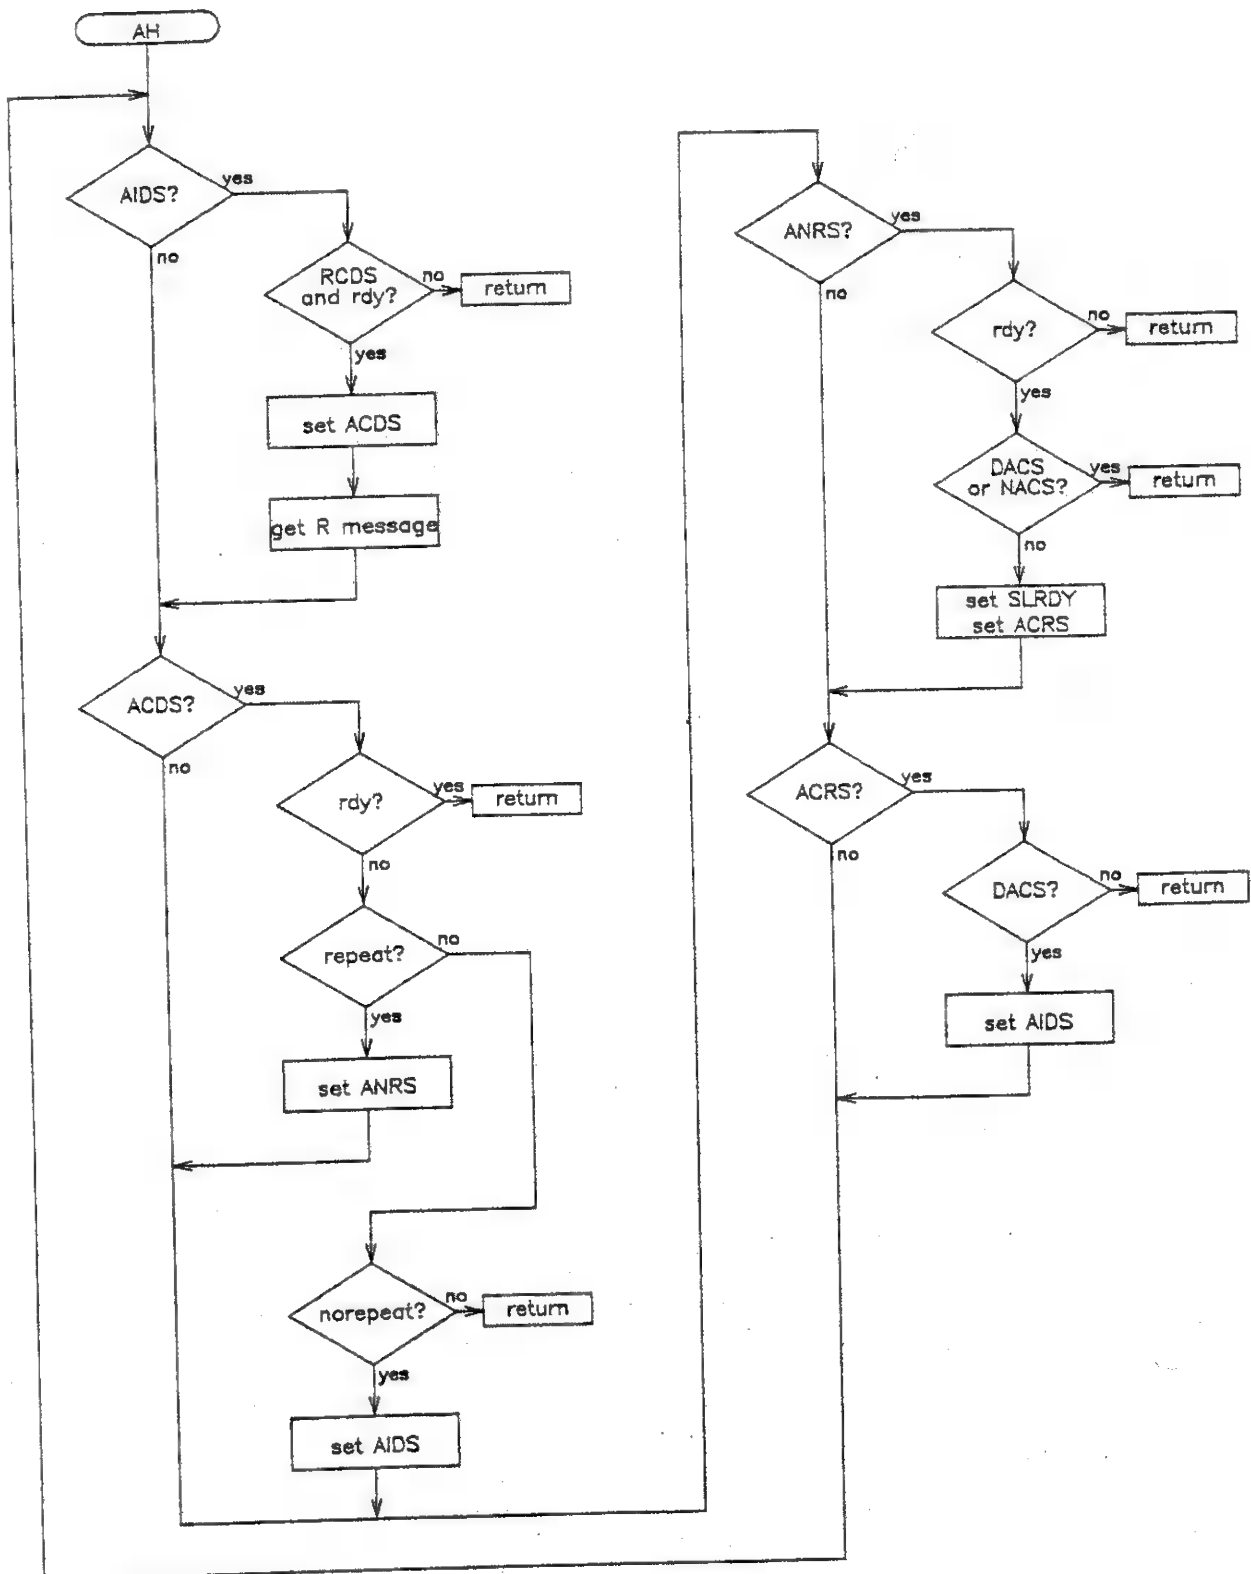 AH
AIDS?
yes
no
RCDS
and rdy?
no
return
yes
set ACDS
get R message
ACDS?
yes
no
rdy?
yes
return
no
repeat?
no
yes
set ANRS
norepeat?
no
return
yes
set AIDS
ANRS?
yes
no
rdy?
no
return
yes
DACS
or NACS?
yes
return
no
set SLRDY
set ACRS
ACRS?
yes
no
DACS?
no
return
yes
set AIDS